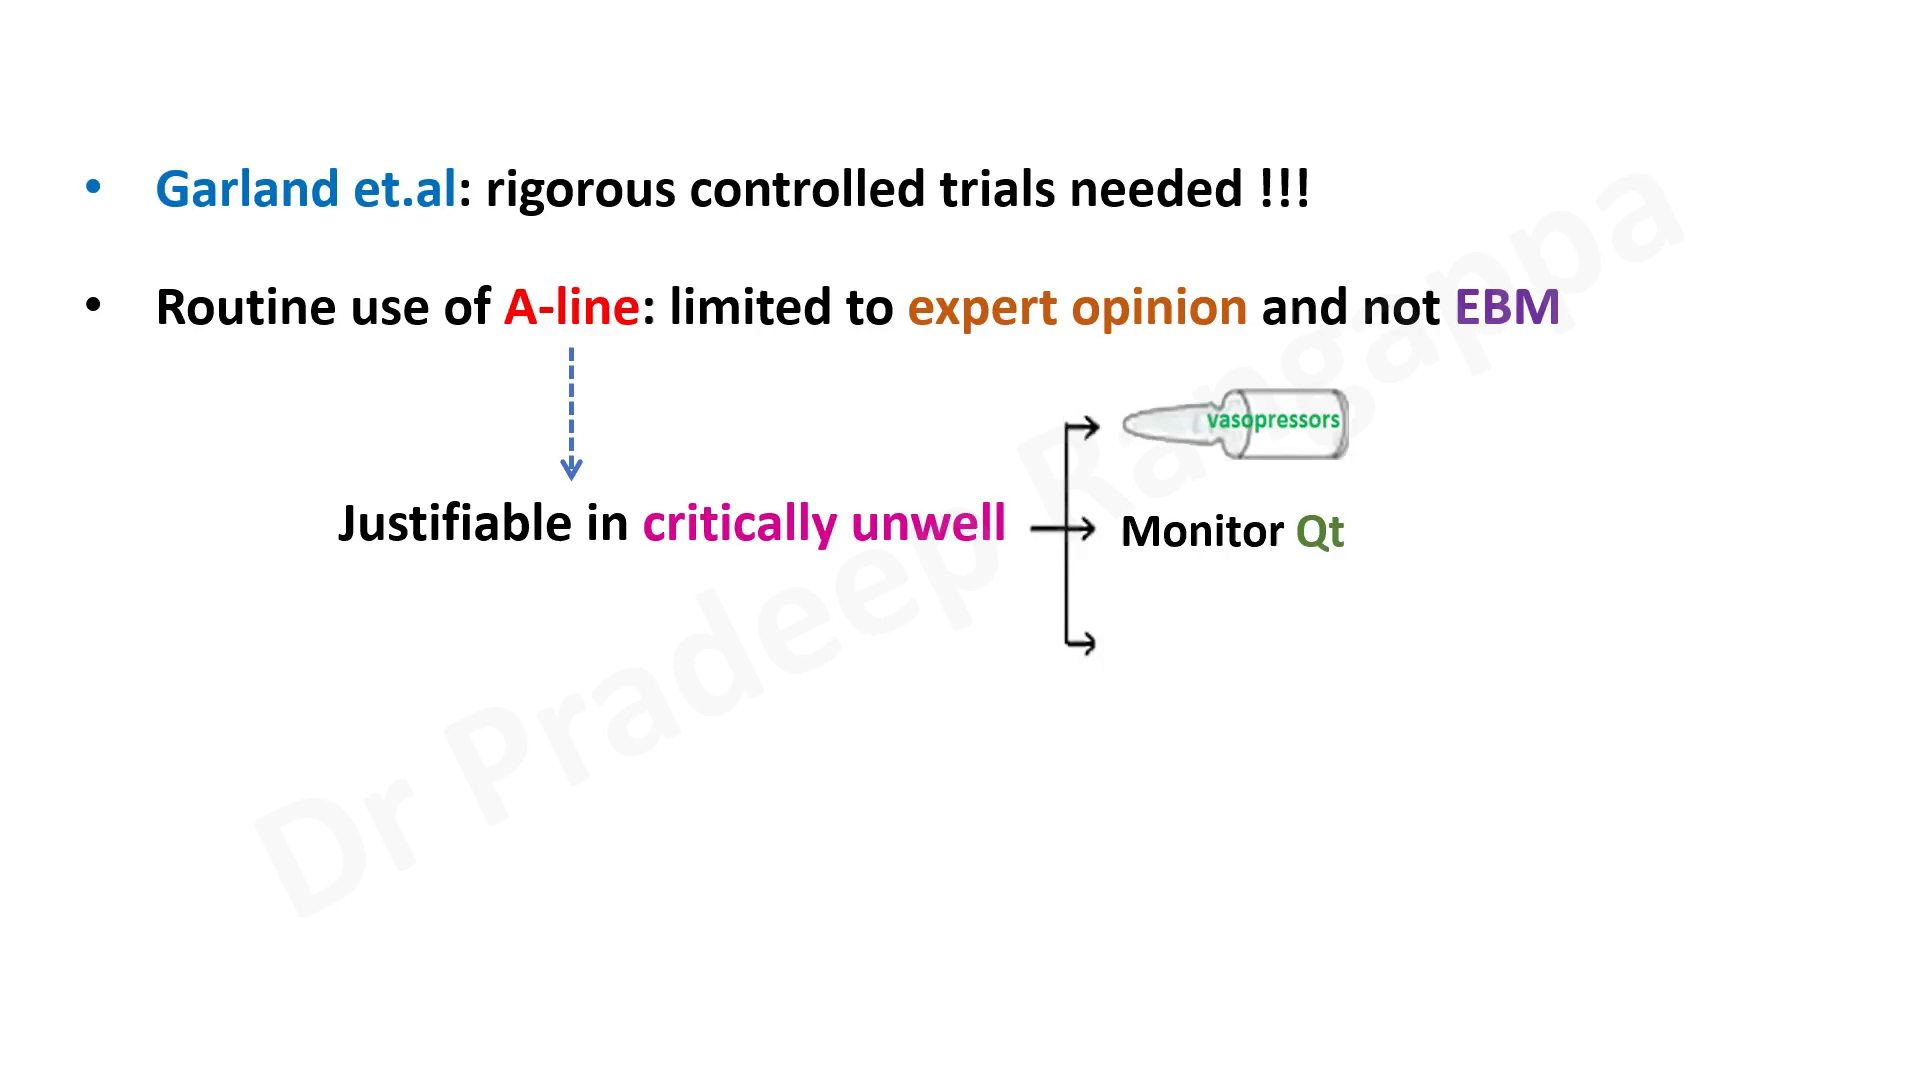 • Garland et.al: rigorous controlled trials needed !!!
• Routine use of A-line: limited to expert opinion and not EBM
vasopressors
Justifiable in critically unwell
Monitor Qt
Dr Pradeep Rangappa